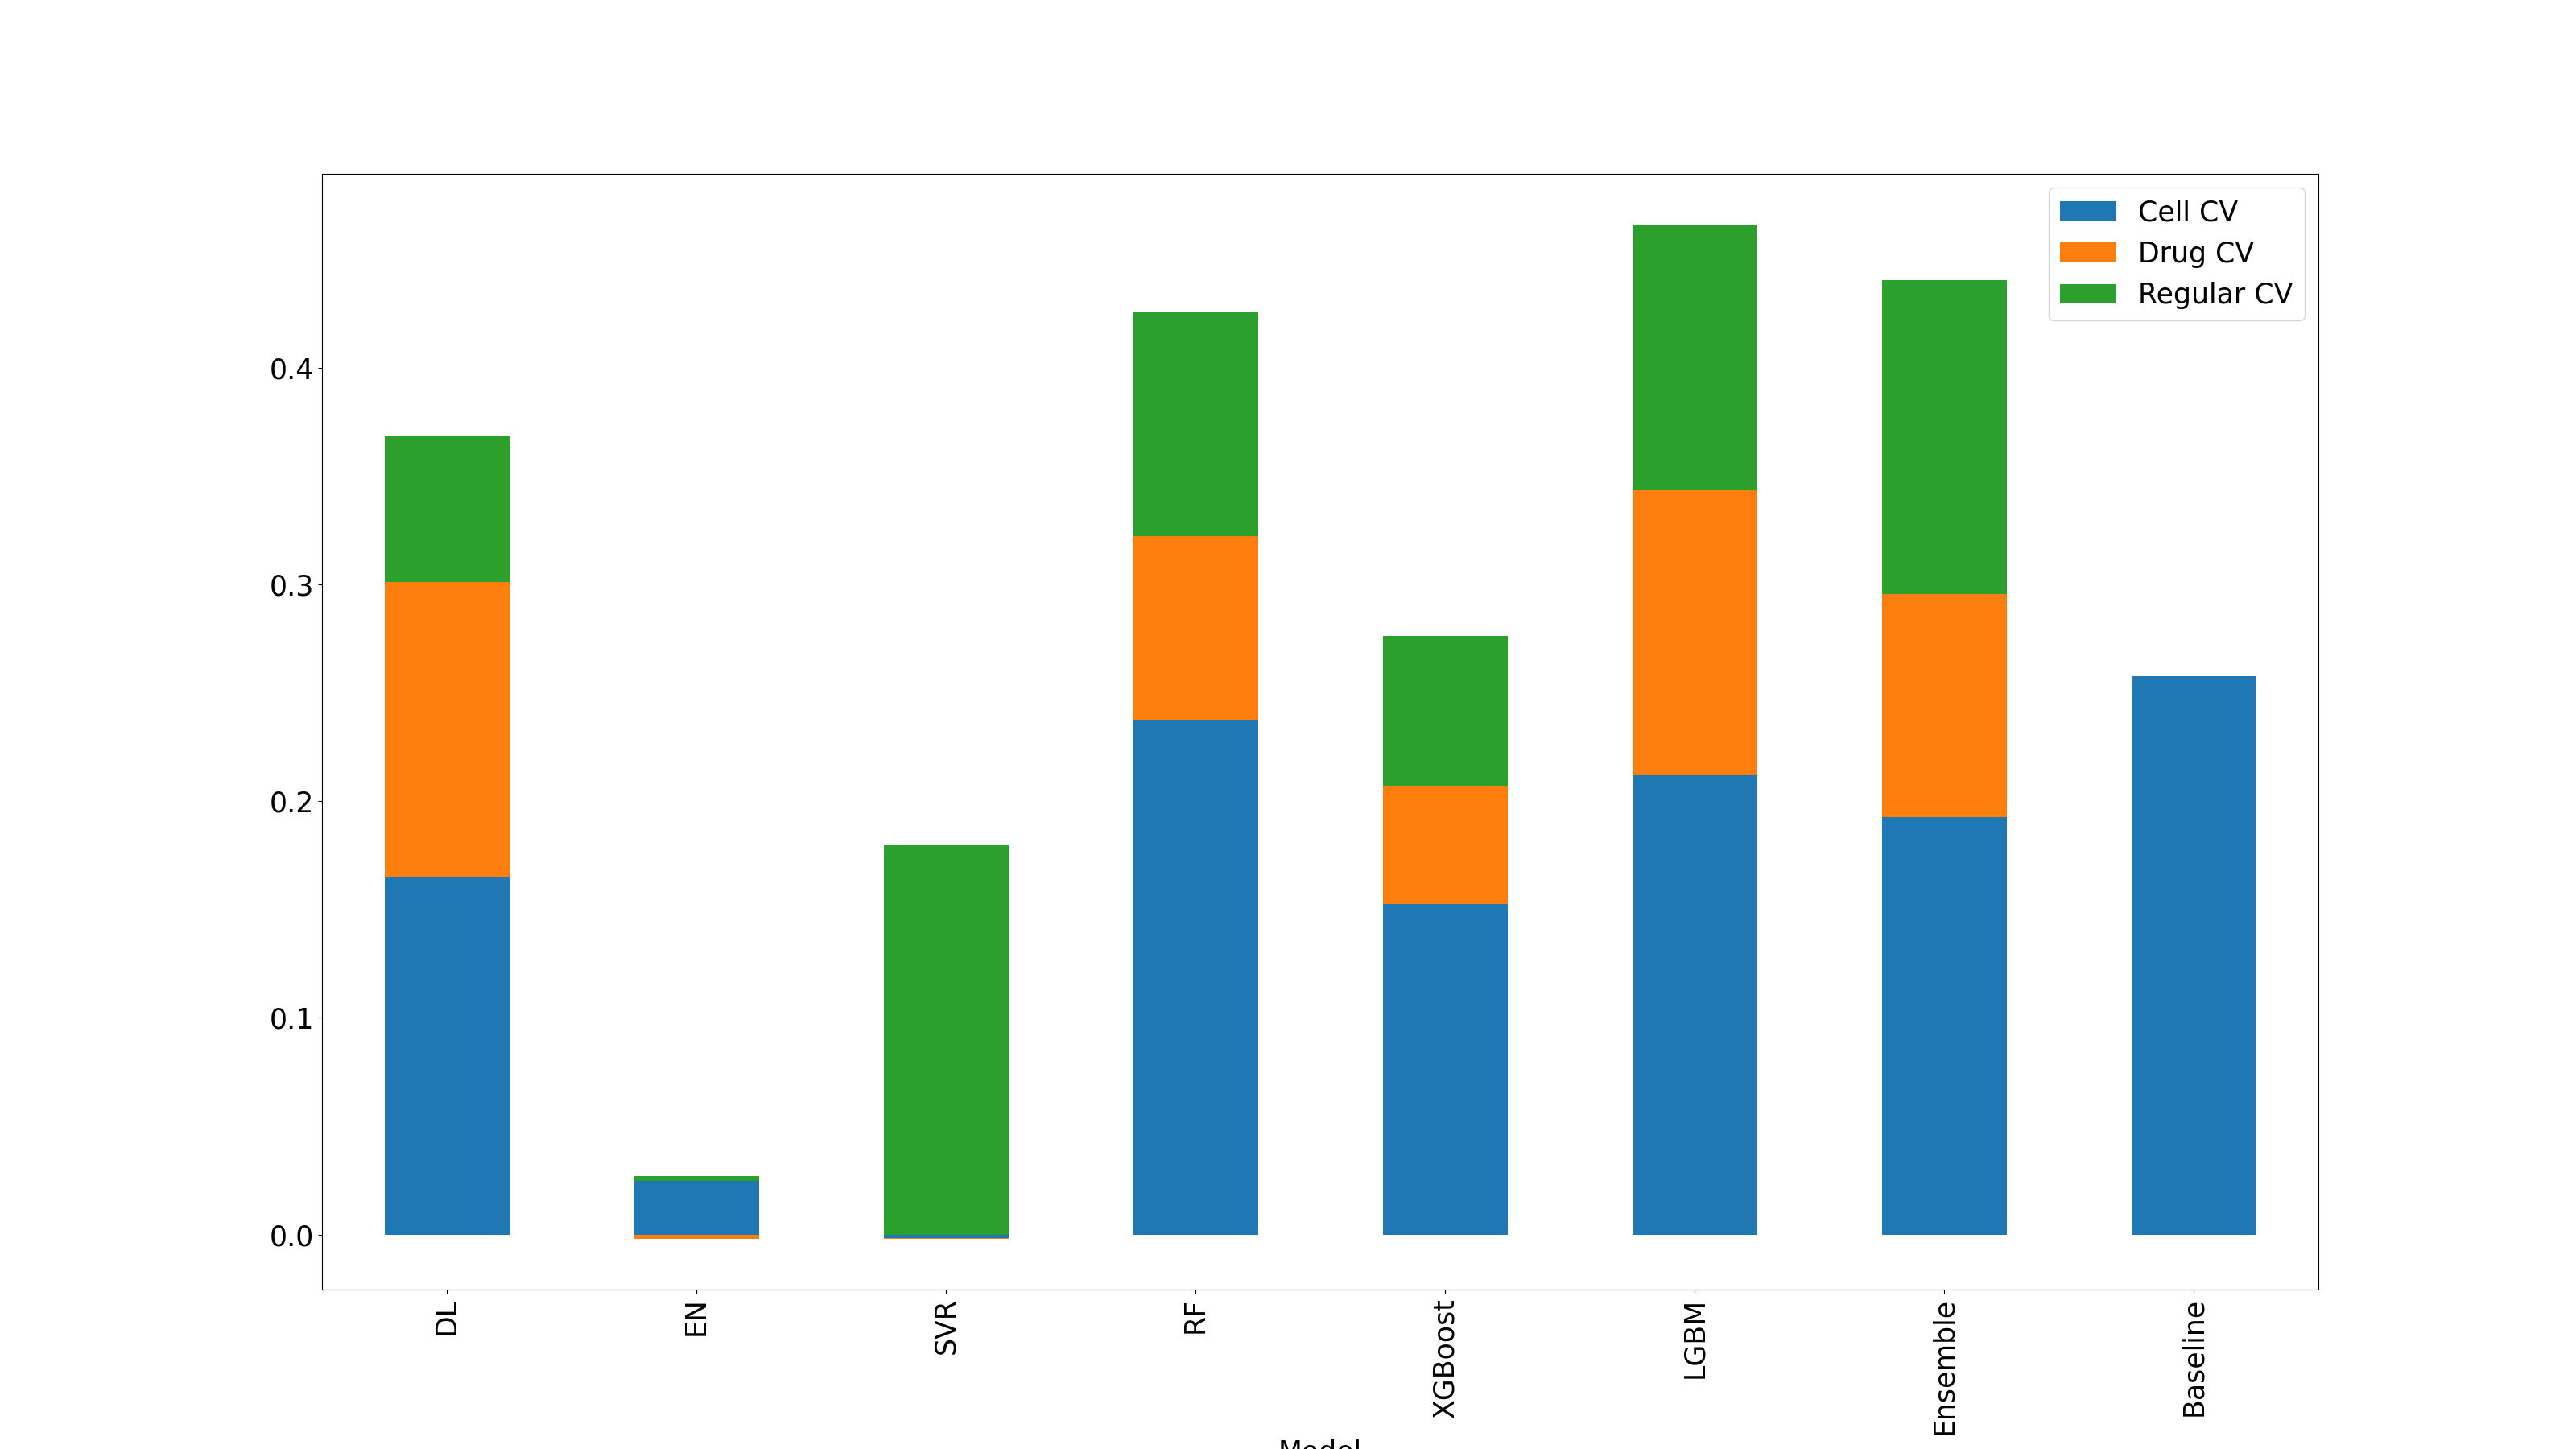 Cell CV
Drug CV
Regular CV
0.4
0.3
0.2
0.1
0.0
DL
EN
SVR
RF
XGBoost
LGBM
Ensemble
Baseline
Model